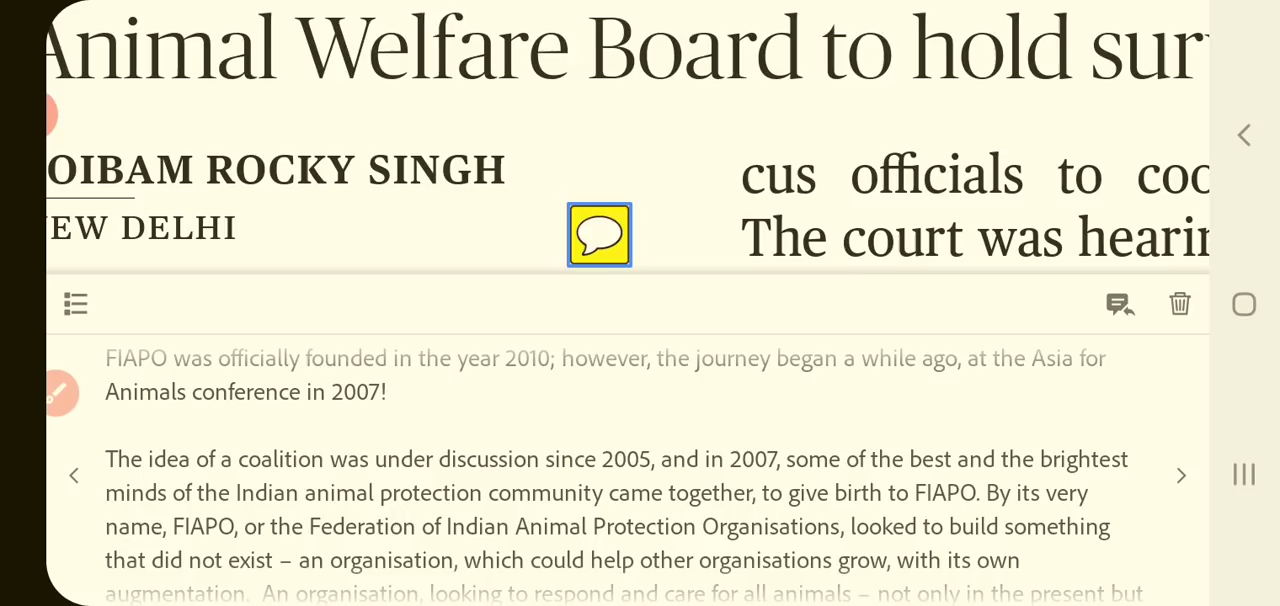 Animal Welfare Board to hold
OIBAM ROCKY SINGH
EW DELHI
cus officials to
The court was
FIAPO was officially founded in the year 2010; however, the journey began a while ago, at the Asia for
Animals conference in 2007!
The idea of a coalition was under discussion since 2005, and in 2007, some of the best and the brightest
minds of the Indian animal protection community came together, to give birth to FIAPO. By its very
name, FIAPO, or the Federation of Indian Animal Protection Organisations, looked to build something
that did not exist – an organisation, which could help other organisations grow, with its own
augmentation. An organisation, looking to respond and care for all animals – not only in the present but